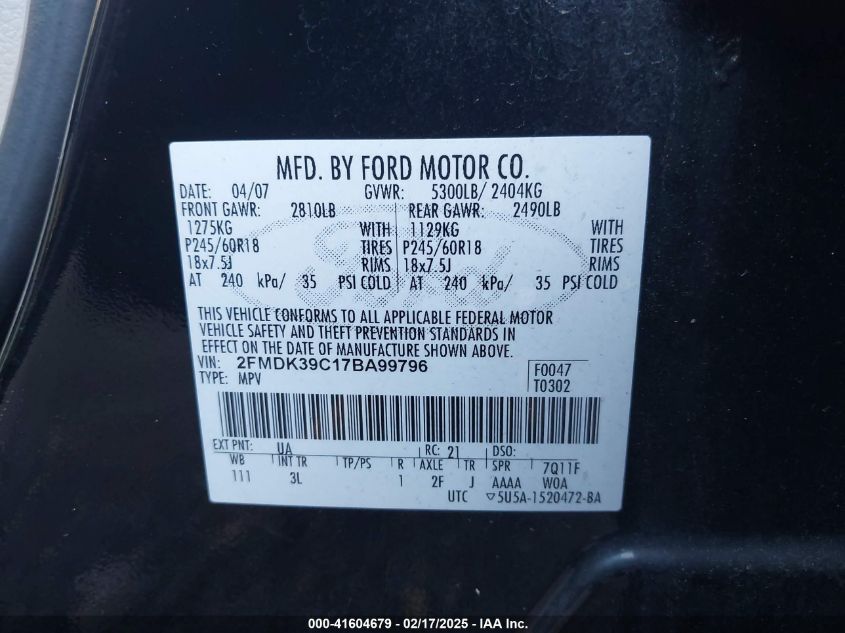 MFD. BY FORD MOTOR CO.
DATE: 04/07 GVWR: 5300LB/ 2404KG
FRONT GAWR: 2810LB REAR GAWR: 2490LB
1275KG WITH 1129KG WITH
P245/60R18 TIRES P245/60R18 TIRES
18x7.5J RIMS 18x7.5J RIMS
AT 240 kPa/ 35 PSI COLD AT 240 kPa/ 35 PSI COLD
THIS VEHICLE CONFORMS TO ALL APPLICABLE FEDERAL MOTOR
VEHICLE SAFETY AND THEFT PREVENTION STANDARDS IN
EFFECT ON THE DATE OF MANUFACTURE SHOWN ABOVE.
VIN: 2FMDK39C17BA99796 F0047
TYPE: MPV T0302
EXT PNT: UA RC: 21 DSO:
WB INT TR TP/PS R AXLE TR SPR 7Q11F
111 3L 1 2F J AAAA WOA
UTC ▽5U5A-1520472-BA
000-41604679 - 02/17/2025 - IAA Inc.